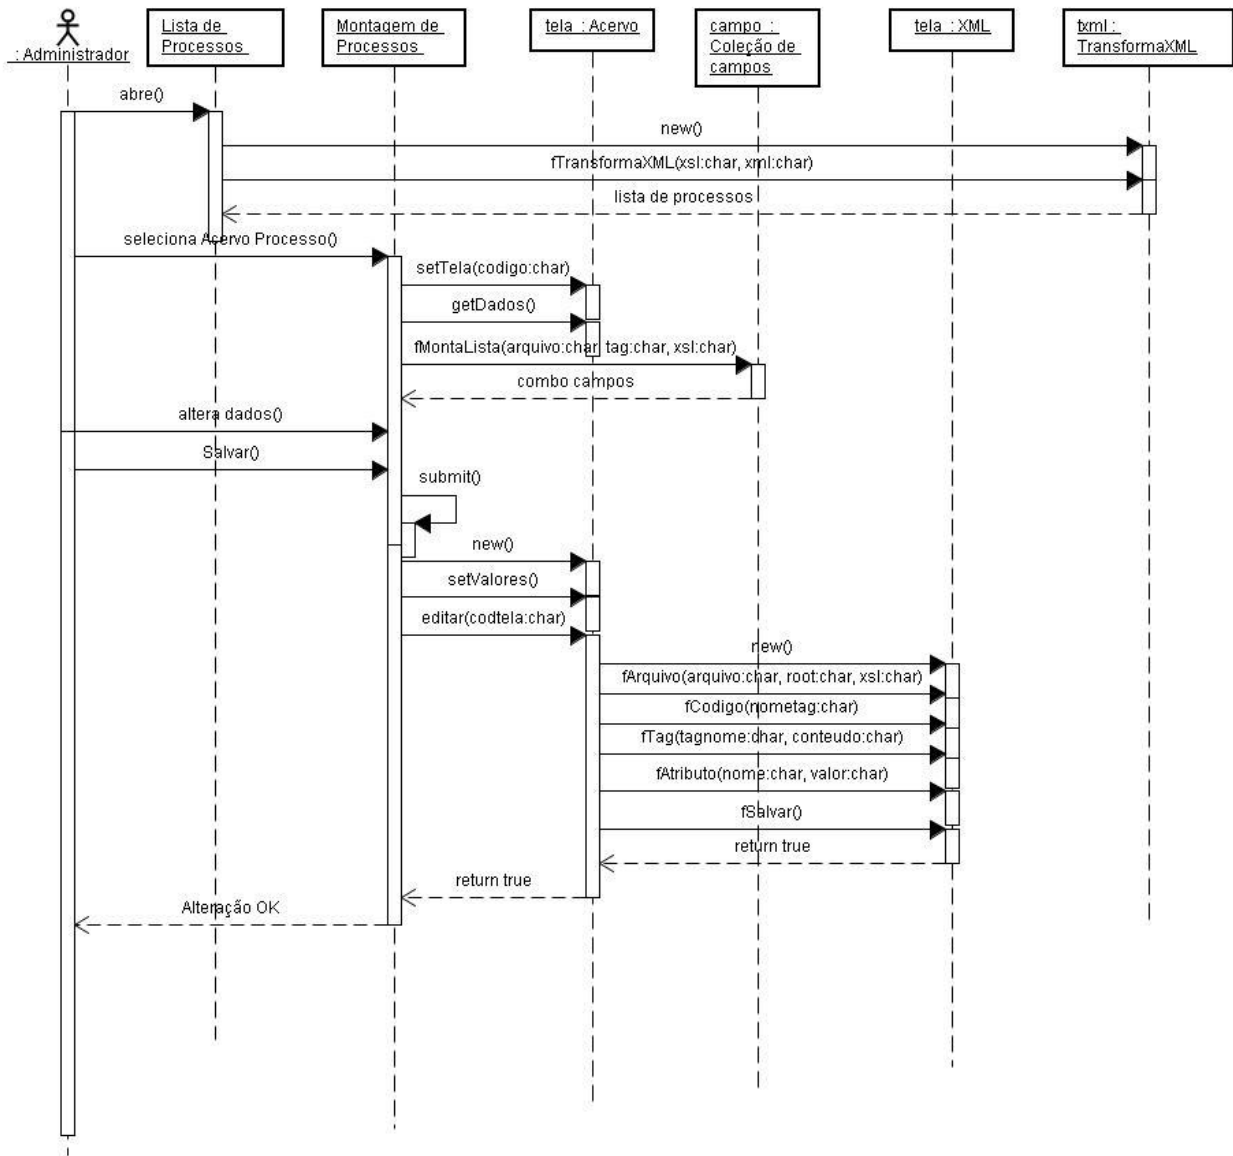 : Administrador
Lista de
Processos
Montagem de
Processos
tela : Acervo
campo :
Coleção de
campos
tela : XML
txml :
TransformaXML
abre()
new()
fTransformaXML(xsl:char, xml:char)
lista de processos
seleciona Acervo Processo()
setTela(codigo:char)
getDados()
fMontaLista(arquivo:char, tag:char, xsl:char)
combo campos
altera dados()
Salvar()
submit()
new()
setValores()
editar(codtela:char)
new()
fArquivo(arquivo:char, root:char, xsl:char)
fCodigo(nometag:char)
fTag(tagnome:char, conteudo:char)
fAtributo(nome:char, valor:char)
fSalvar()
return true
return true
Alteração OK